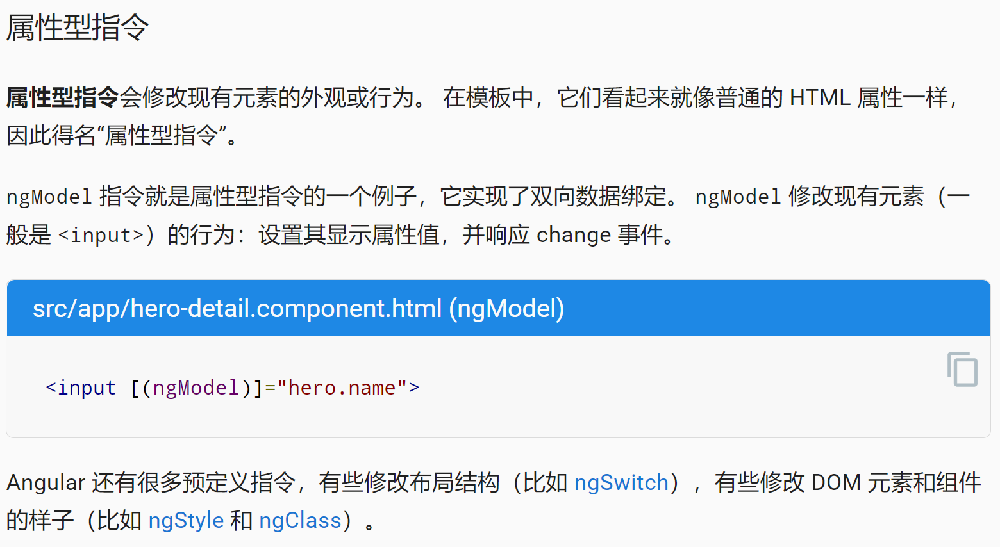 属性型指令
属性型指令会修改现有元素的外观或行为。 在模板中，它们看起来就像普通的 HTML 属性一样，
因此得名“属性型指令”。
ngModel 指令就是属性型指令的一个例子，它实现了双向数据绑定。 ngModel 修改现有元素（一
般是 <input>）的行为：设置其显示属性值，并响应 change 事件。
src/app/hero-detail.component.html (ngModel)
<input [(ngModel)]="hero.name">
Angular 还有很多预定义指令，有些修改布局结构（比如 ngSwitch），有些修改 DOM 元素和组件
的样子（比如 ngStyle 和 ngClass）。